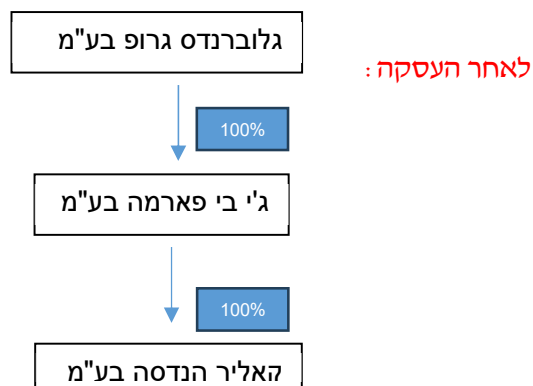 גלוברנדס גרופ בע"מ
לאחר העסקה :
100%
ג'י בי פארמה בע"מ
100%
קאליר הנדסה בע"מ